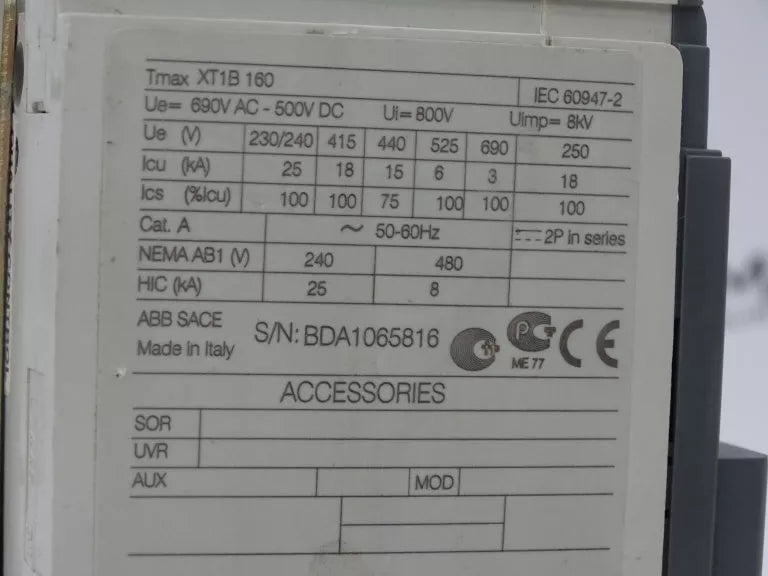 Tmax XT1B 160 IEC 60947-2
Ue= 690V AC - 500V DC Ui= 800V Uimp= 8kV
Ue (V) 230/240 415 440 525 690 250
Icu (kA) 25 18 15 6 3 18
Ics (%Icu) 100 100 75 100 100 100
Cat. A ~ 50-60Hz 2P in series
NEMA AB1 (V) 240 480
HIC (kA) 25 8
ABB SACE S/N: BDA1065816
Made in Italy ME 77 CE
ACCESSORIES
SOR
UVR
AUX MOD